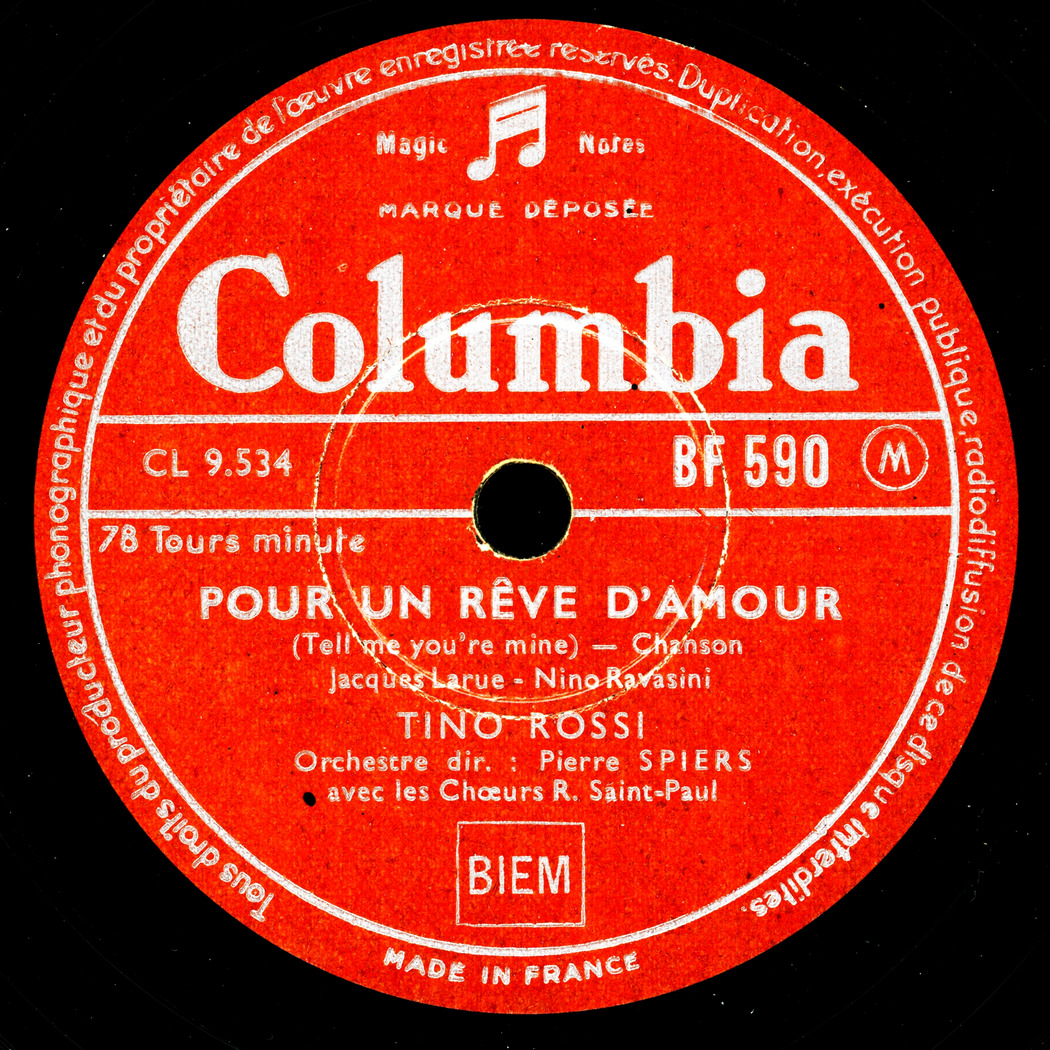 Tous droits du producteur phonographique et du propriétaire de l'œuvre enregistrée réservés. Duplication, exécution publique, radiodiffusion de ce disque interdites.
Magic Notes
MARQUE DÉPOSÉE
Columbia
CL 9.534 BF 590 M
78 Tours minute
POUR UN RÊVE D'AMOUR
(Tell me you're mine) — Chanson
Jacques Larue - Nino Ravasini
TINO ROSSI
Orchestre dir. : Pierre SPIERS
avec les Chœurs R. Saint-Paul
BIEM
MADE IN FRANCE